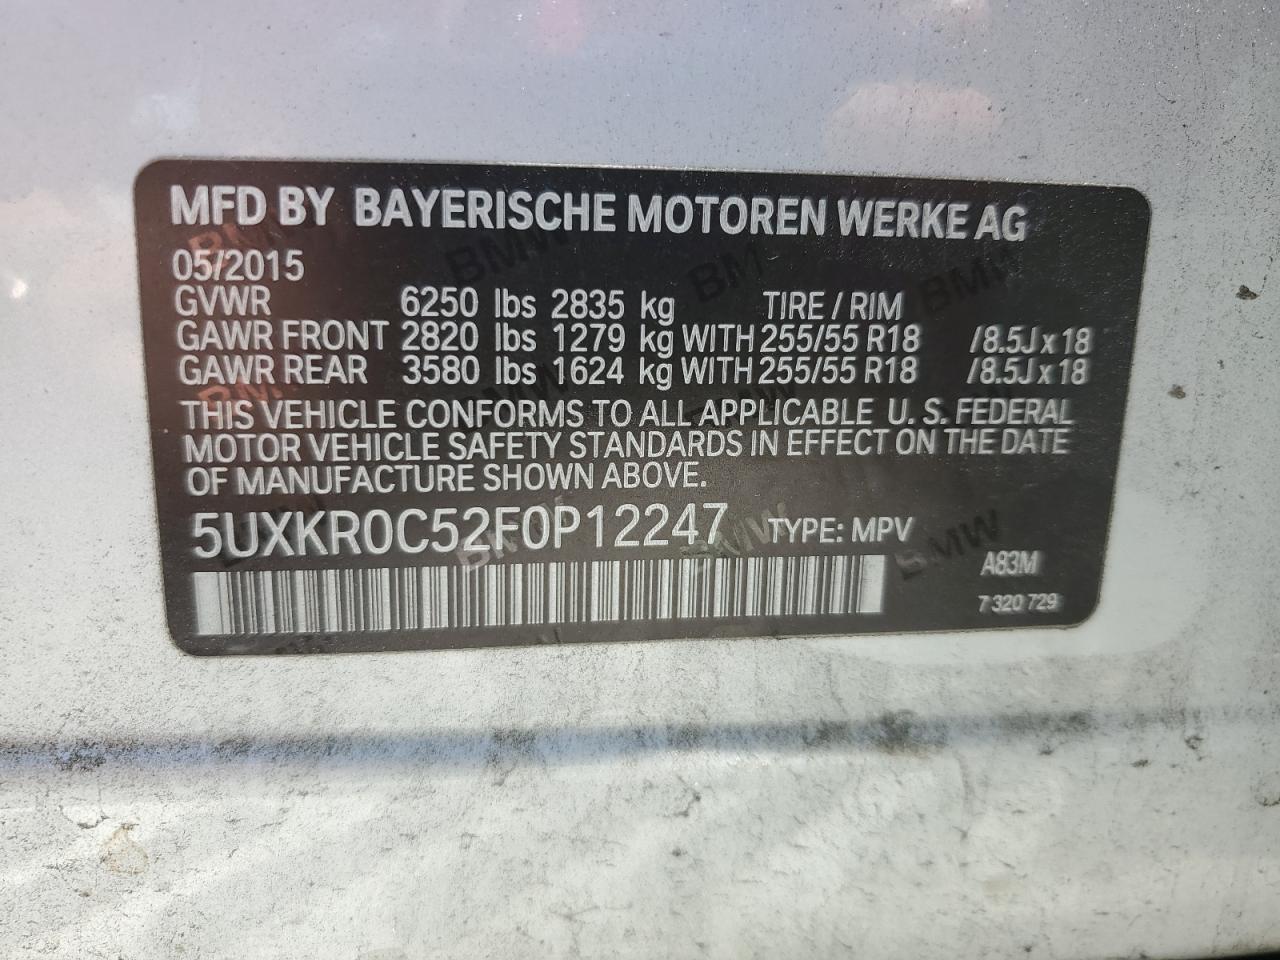 MFD BY BAYERISCHE MOTOREN WERKE AG
05/2015
GVWR 6250 lbs 2835 kg TIRE / RIM
GAWR FRONT 2820 lbs 1279 kg WITH 255/55 R18 /8.5J x 18
GAWR REAR 3580 lbs 1624 kg WITH 255/55 R18 /8.5J x 18
THIS VEHICLE CONFORMS TO ALL APPLICABLE U. S. FEDERAL
MOTOR VEHICLE SAFETY STANDARDS IN EFFECT ON THE DATE
OF MANUFACTURE SHOWN ABOVE.
5UXKR0C52F0P12247 TYPE: MPV
A83M
7 320 729